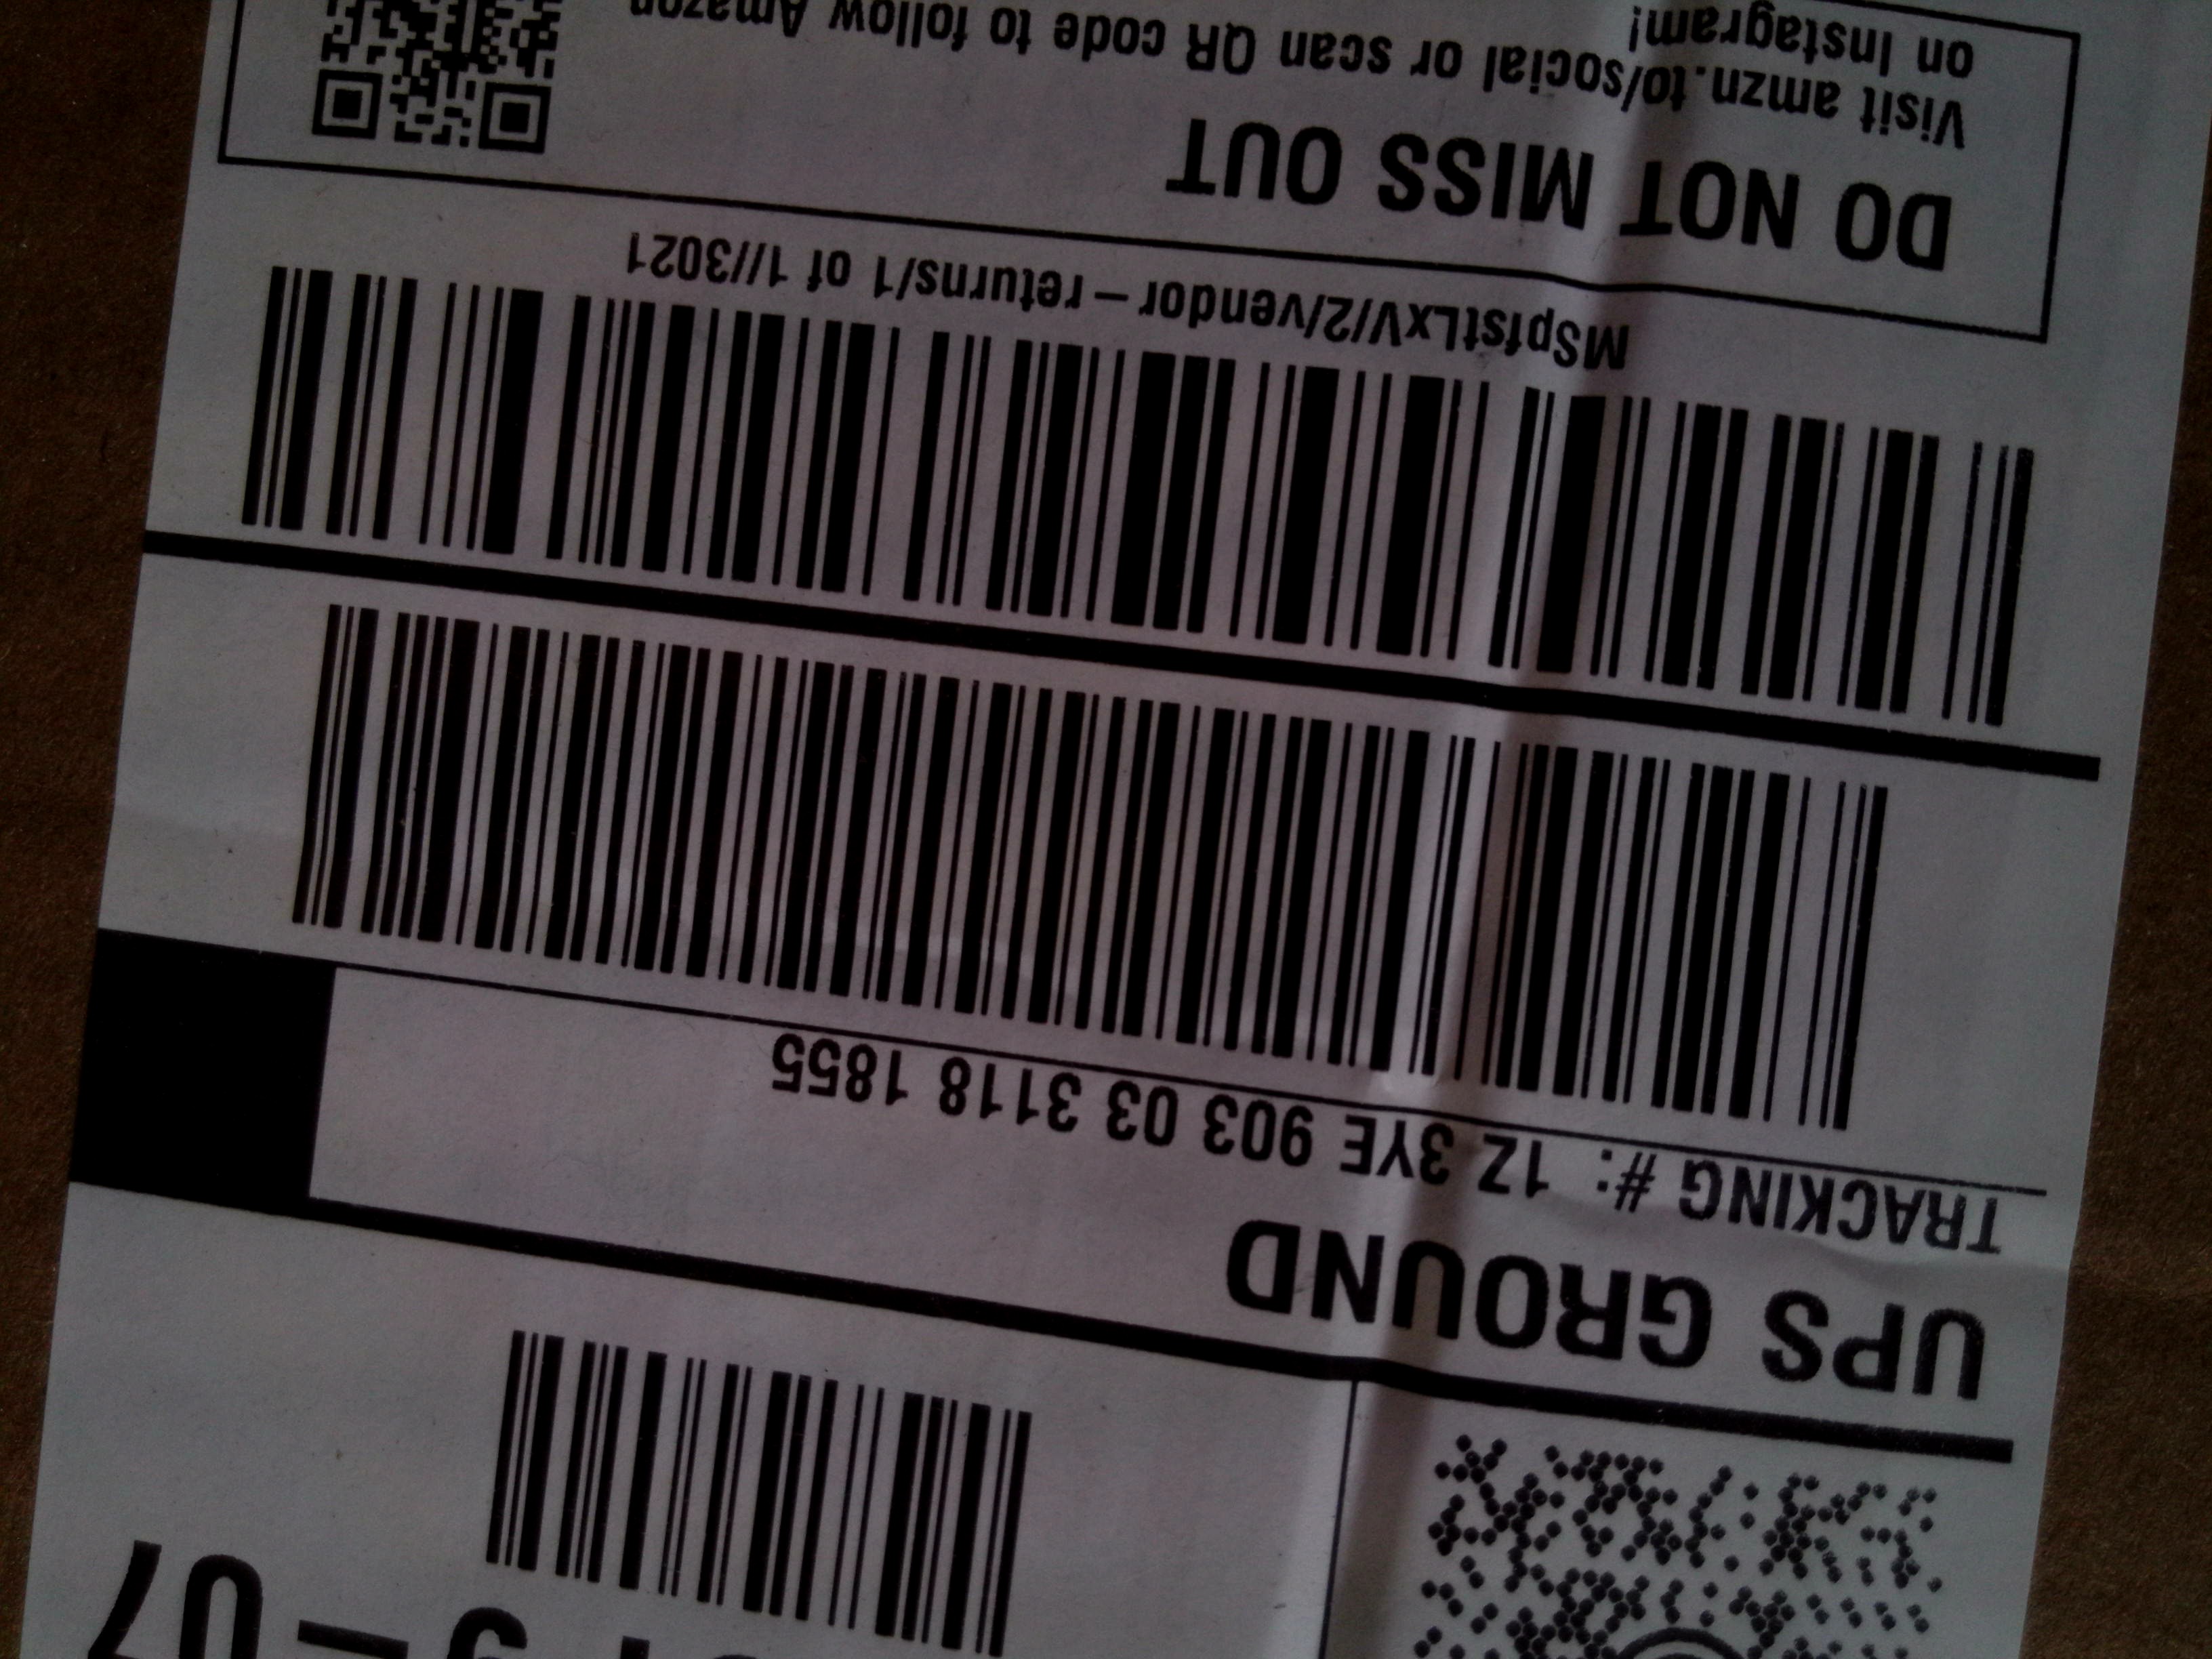 UPS GROUND
TRACKING #: 1Z 3YE 903 03 3118 1855
MSpfstLxV/2/vendor – returns/1 of 1//3021
DO NOT MISS OUT
Visit amzn.to/social or scan QR code to follow Amazon
on Instagram!